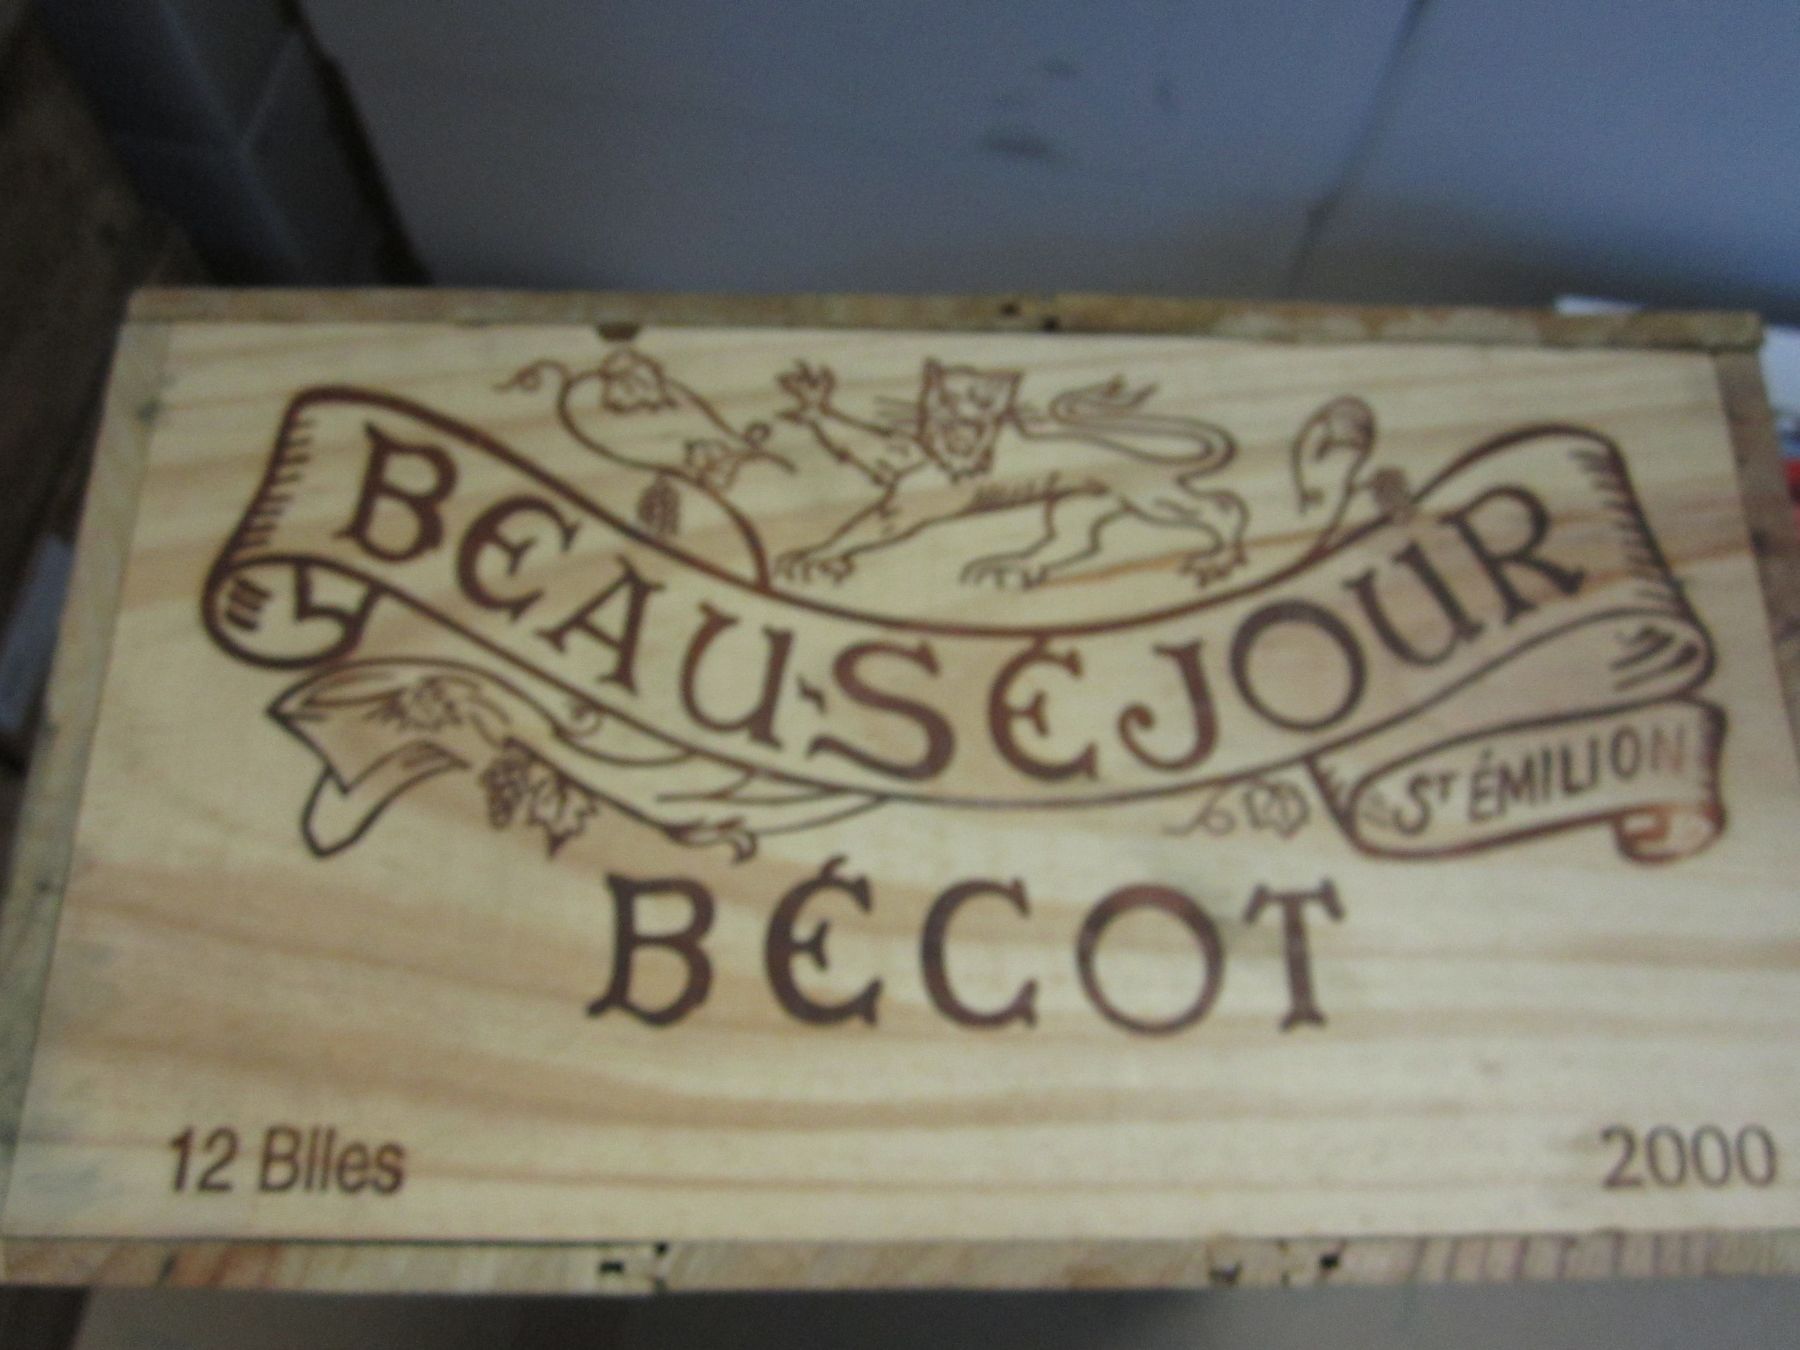 BEAU-SÉJOUR
ST ÉMILION
BÉCOT
12 Blles
2000